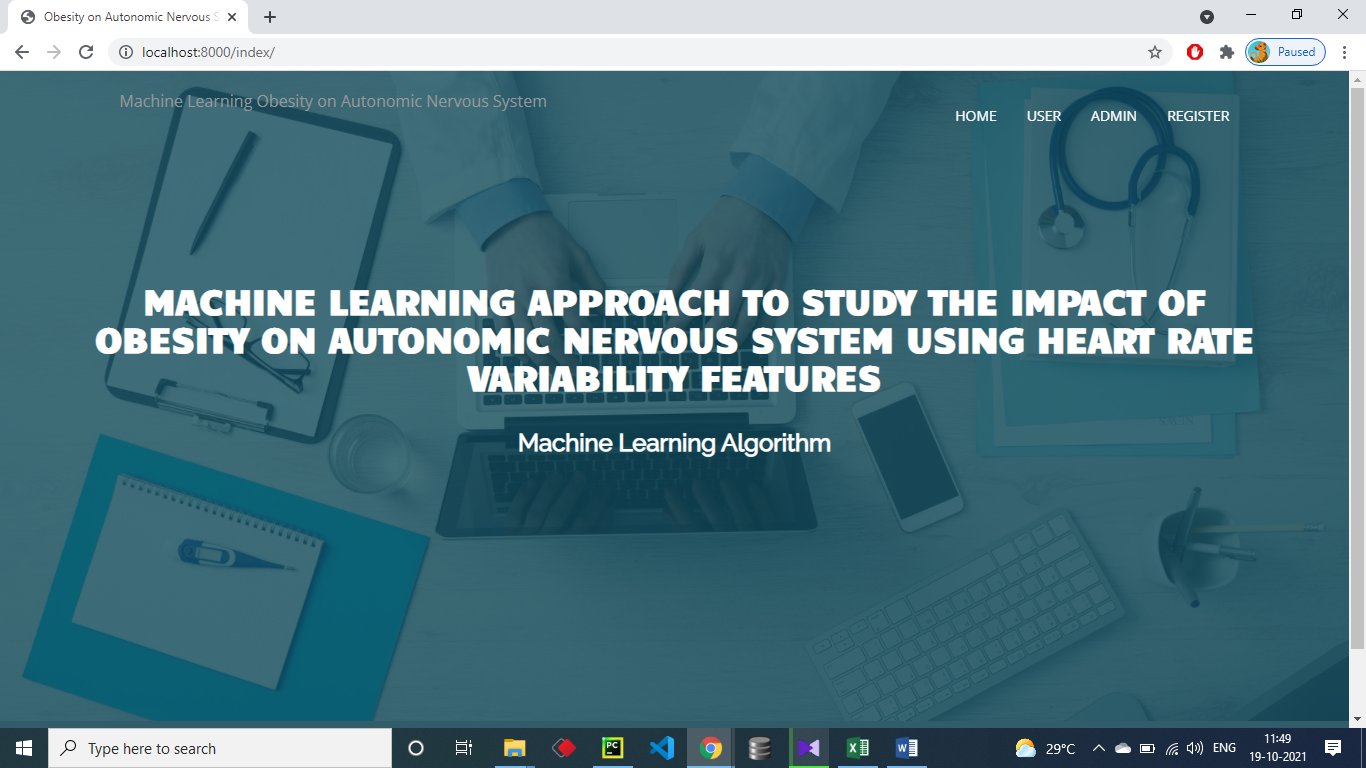 Obesity on Autonomic Nervous S
localhost:8000/index/
Paused
Machine Learning Obesity on Autonomic Nervous System
HOME USER ADMIN REGISTER
MACHINE LEARNING APPROACH TO STUDY THE IMPACT OF
OBESITY ON AUTONOMIC NERVOUS SYSTEM USING HEART RATE
VARIABILITY FEATURES
Machine Learning Algorithm
Type here to search
PC
29°C
ENG
11:49
19-10-2021